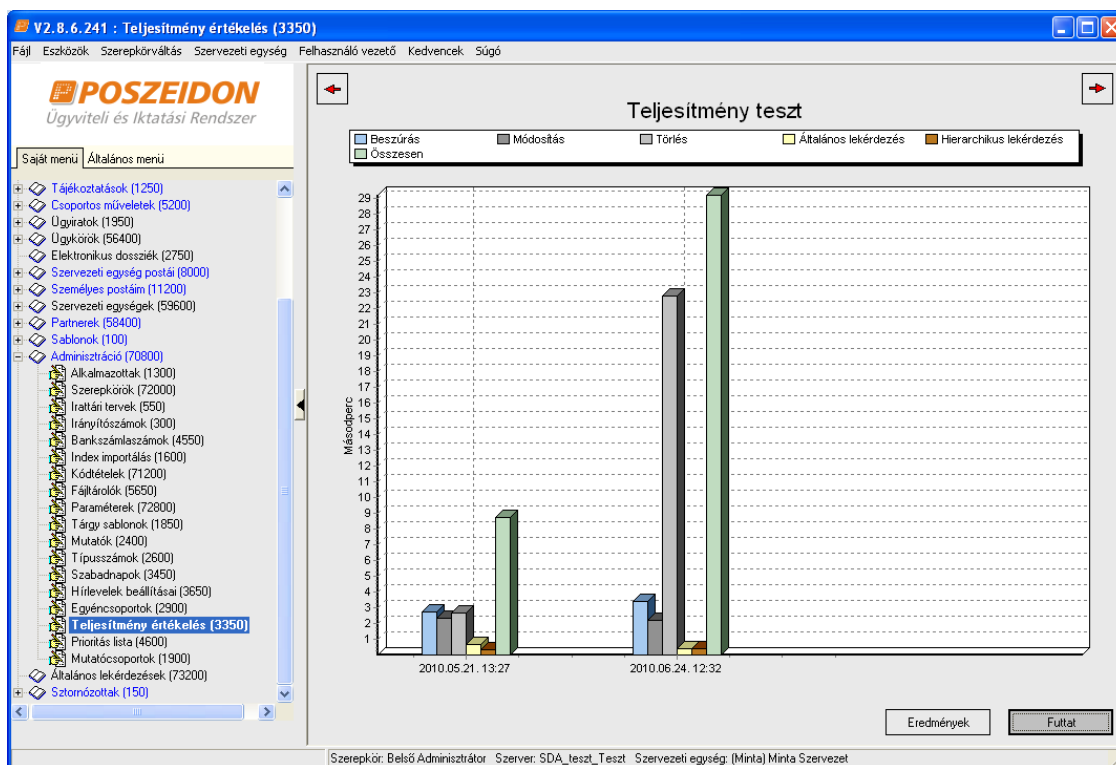 V2.8.6.241 : Teljesítmény értékelés (3350)
Fájl Eszközök Szerepkörváltás Szervezeti egység Felhasználó vezető Kedvencek Súgó
POSZEIDON
Ügyviteli és Iktatási Rendszer
Saját menü Általános menü
Tájékoztatások (1250)
Csoportos műveletek (5200)
Ügyiratok (1950)
Ügykörök (56400)
Elektronikus dossziék (2750)
Szervezeti egység postái (8000)
Személyes postáim (11200)
Szervezeti egységek (59600)
Partnerek (58400)
Sablonok (100)
Adminisztráció (70800)
Alkalmazottak (1300)
Szerepkörök (72000)
Irattári tervek (550)
Irányítószámok (300)
Bankszámlaszámok (4550)
Index importálás (1600)
Kódtételek (71200)
Fájltárolók (5650)
Paraméterek (72800)
Tárgy sablonok (1850)
Mutatók (2400)
Típusszámok (2600)
Szabadnapok (3450)
Hírlevelek beállításai (3650)
Egyéncsoportok (2900)
Teljesítmény értékelés (3350)
Prioritás lista (4600)
Mutatócsoportok (1900)
Általános lekérdezések (73200)
Sztornózottak (150)
Teljesítmény teszt
Beszúrás Módosítás Törlés Általános lekérdezés Hierarchikus lekérdezés
Összesen
29
28
27
26
25
24
23
22
21
20
19
18
17
16
15
14
13
12
11
10
9
8
7
6
5
4
3
2
1
Másodperc
2010.05.21. 13:27 2010.06.24. 12:32
Eredmények Futtat
Szerepkör: Belső Adminisztrátor Szerver: SDA_teszt_Teszt Szervezeti egység: (Minta) Minta Szervezet